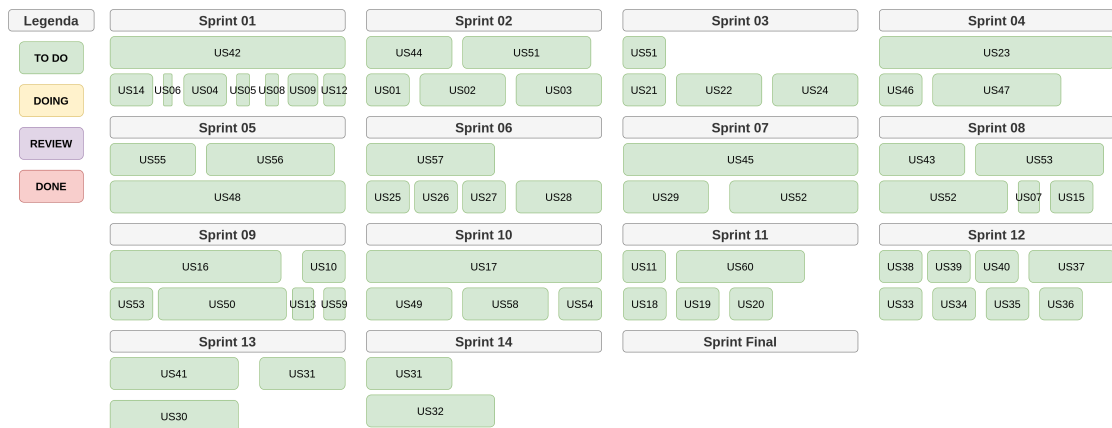 Legenda
TO DO
DOING
REVIEW
DONE
Sprint 01
US42
US14 US06 US04 US05 US08 US09 US12
Sprint 02
US44 US51
US01 US02 US03
Sprint 03
US51
US21 US22 US24
Sprint 04
US23
US46 US47
Sprint 05
US55 US56
US48
Sprint 06
US57
US25 US26 US27 US28
Sprint 07
US45
US29 US52
Sprint 08
US43 US53
US52 US07 US15
Sprint 09
US16 US10
US53 US50 US13 US59
Sprint 10
US17
US49 US58 US54
Sprint 11
US11 US60
US18 US19 US20
Sprint 12
US38 US39 US40 US37
US33 US34 US35 US36
Sprint 13
US41 US31
US30
Sprint 14
US31
US32
Sprint Final